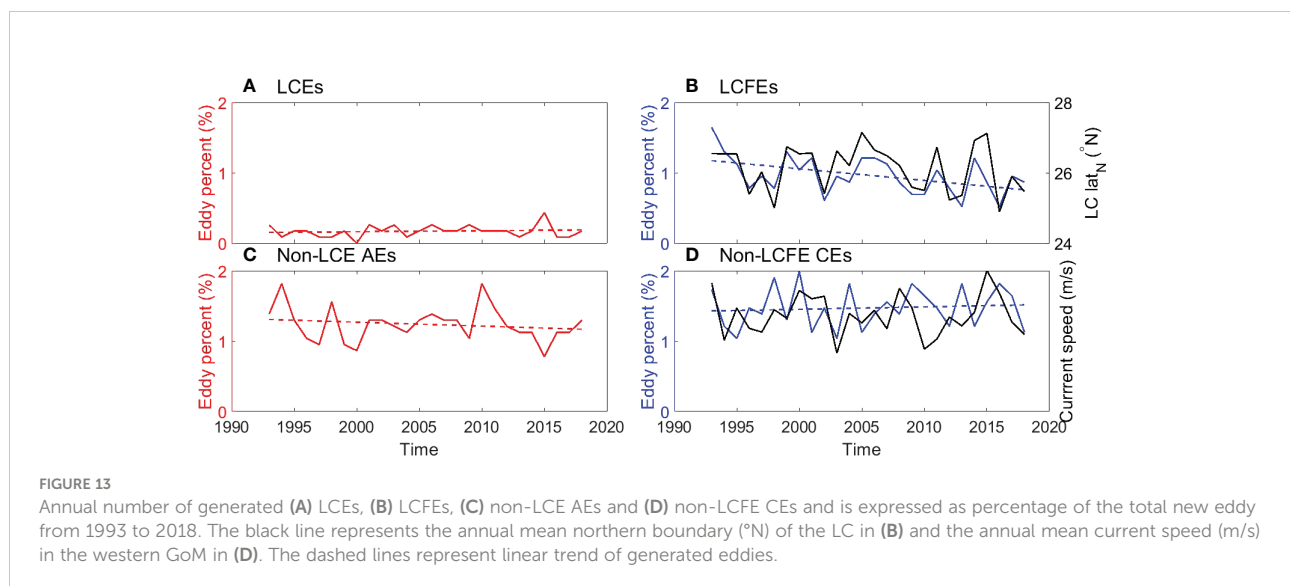 A LCEs
B LCFEs
2
1
0
Eddy percent (%)
2
1
0
Eddy percent (%)
28
26
24
LC lat_N (°N)
C Non-LCE AEs
D Non-LCFE CEs
2
1
0
Eddy percent (%)
2
1
0
Eddy percent (%)
Currrent speed (m/s)
1990 1995 2000 2005 2010 2015 2020
Time
1990 1995 2000 2005 2010 2015 2020
Time
FIGURE 13
Annual number of generated (A) LCEs, (B) LCFEs, (C) non-LCE AEs and (D) non-LCFE CEs and is expressed as percentage of the total new eddy
from 1993 to 2018. The black line represents the annual mean northern boundary (°N) of the LC in (B) and the annual mean current speed (m/s)
in the western GoM in (D). The dashed lines represent linear trend of generated eddies.